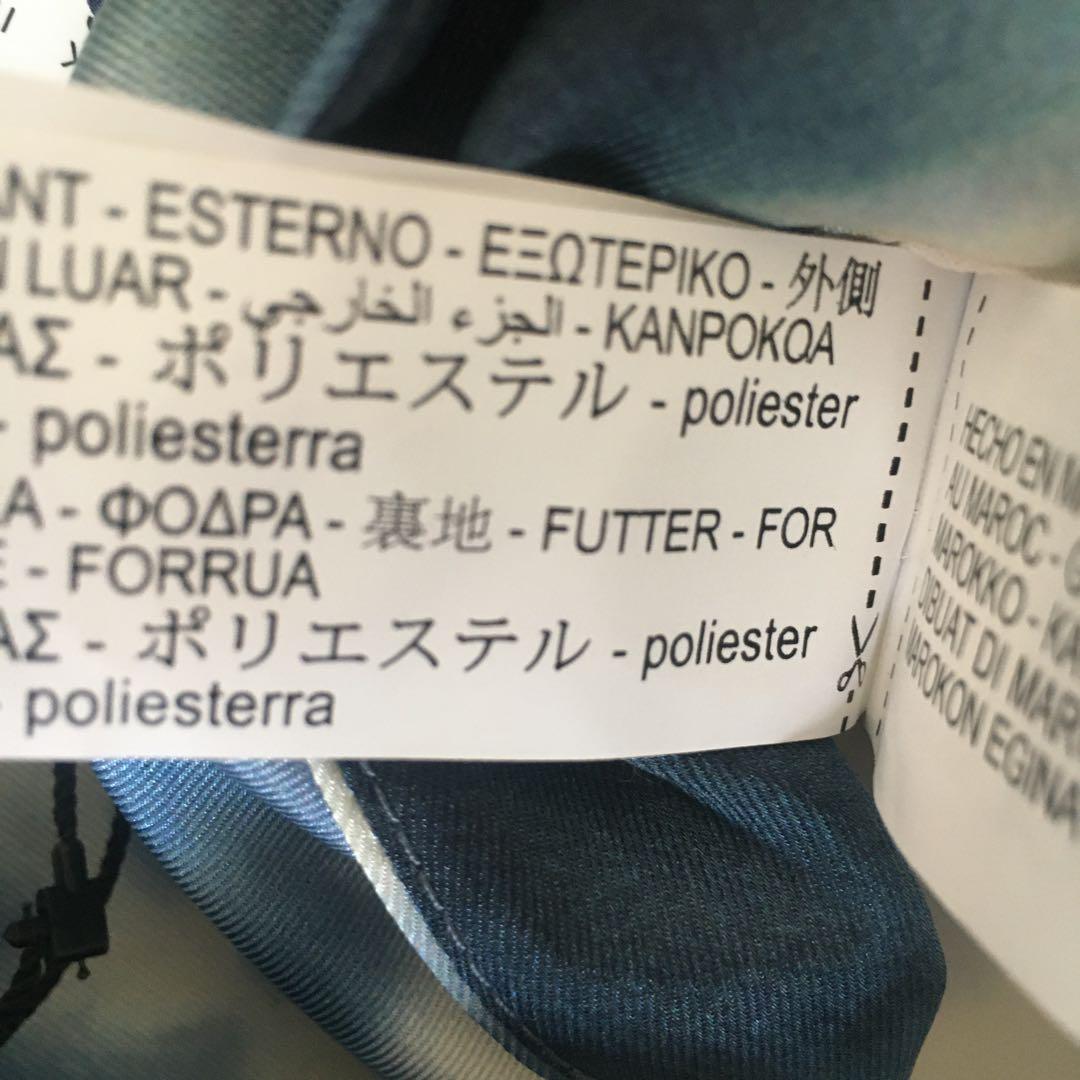 ANT - ESTERNO - ΕΞΩΤΕΡΙΚΟ - 外側
N LUAR - الجزء الخارجي - KANPOKOA
ΑΣ - ポリエステル - poliester
- poliesterra
A - ΦΟΔΡΑ - 裏地 - FUTTER - FOR
E - FORRUA
ΑΣ - ポリエステル - poliester
- poliesterra
HECHO EN M
AU MAROC - G
MAROKKO - KA
DIBUAT DI MAR
MAROKON EGINA